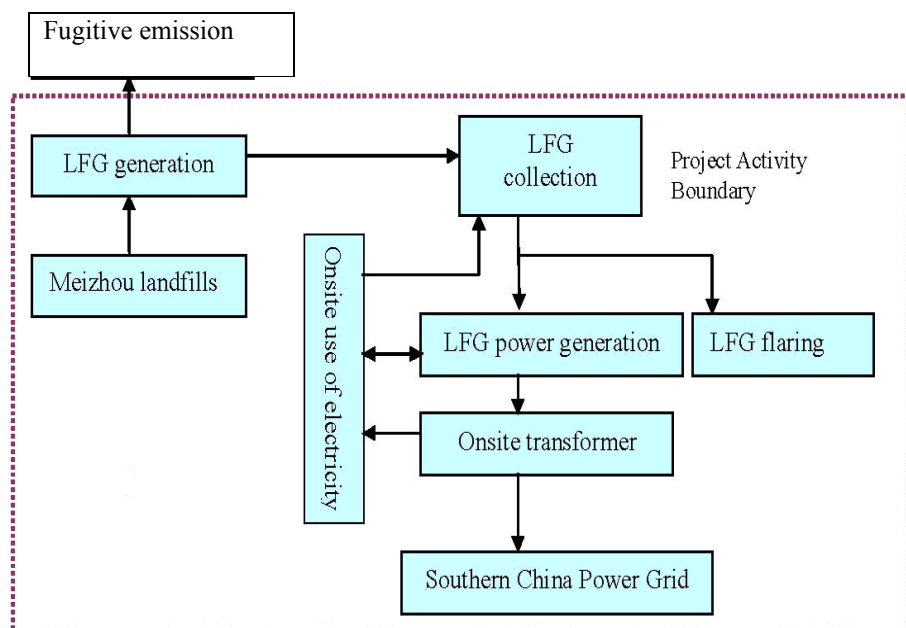 Fugitive emission
LFG generation
LFG
collection
Project Activity
Boundary
Meizhou landfills
Onsite use of electricity
LFG power generation
LFG flaring
Onsite transformer
Southern China Power Grid